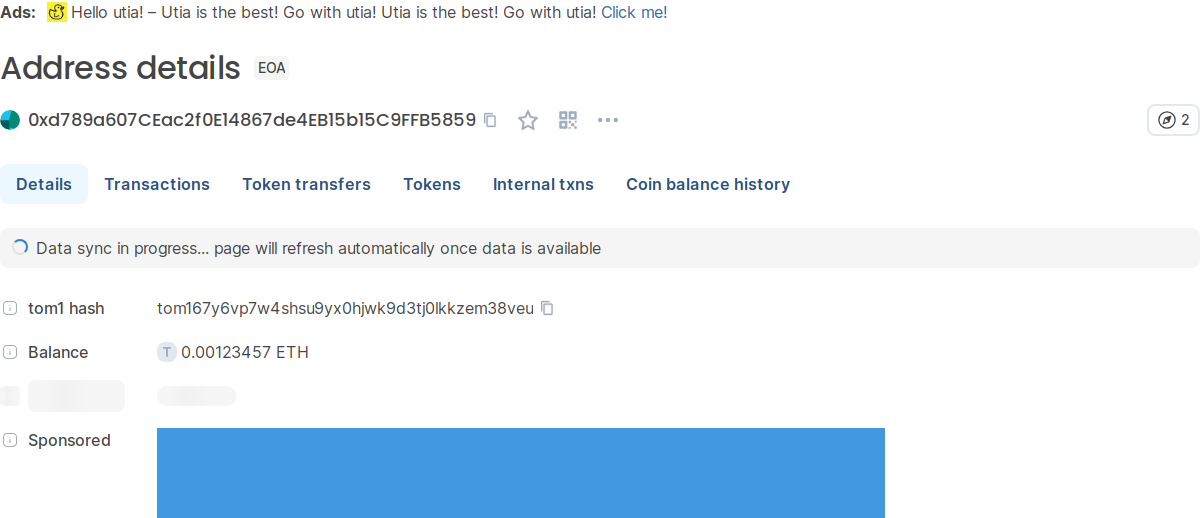 Ads: Hello utia! – Utia is the best! Go with utia! Utia is the best! Go with utia! Click me!
Address details EOA
0xd789a607CEac2f0E14867de4EB15b15C9FFB5859
2
Details Transactions Token transfers Tokens Internal txns Coin balance history
Data sync in progress... page will refresh automatically once data is available
tom1 hash tom167y6vp7w4shsu9yx0hjwk9d3tj0lkkzem38veu
Balance T 0.00123457 ETH
Sponsored